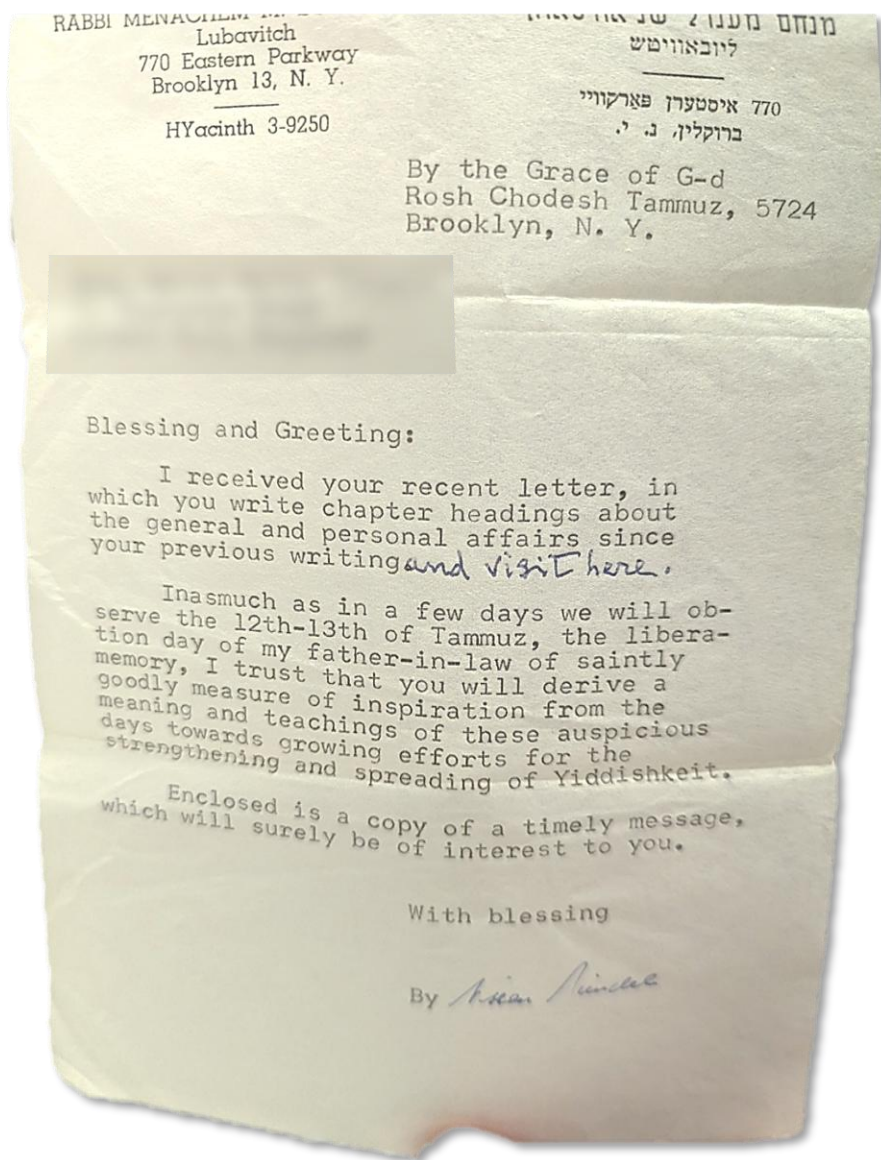 RABBI MENACHEM M.
Lubavitch
770 Eastern Parkway
Brooklyn 13, N. Y.
HYacinth 3-9250
מנחם מענדל שניאורסאהן
ליובאוויטש
770 איסטערן פּאַרקוויי
ברוקלין, נ. י.
By the Grace of G-d
Rosh Chodesh Tammuz, 5724
Brooklyn, N. Y.
Blessing and Greeting:
I received your recent letter, in
which you write chapter headings about
the general and personal affairs since
your previous writing and visit here.
Inasmuch as in a few days we will ob-
serve the 12th-13th of Tammuz, the libera-
tion day of my father-in-law of saintly
memory, I trust that you will derive a
goodly measure of inspiration from the
meaning and teachings of these auspicious
days towards growing efforts for the
strengthening and spreading of Yiddishkeit.
Enclosed is a copy of a timely message,
which will surely be of interest to you.
With blessing
By Nissan Mindel